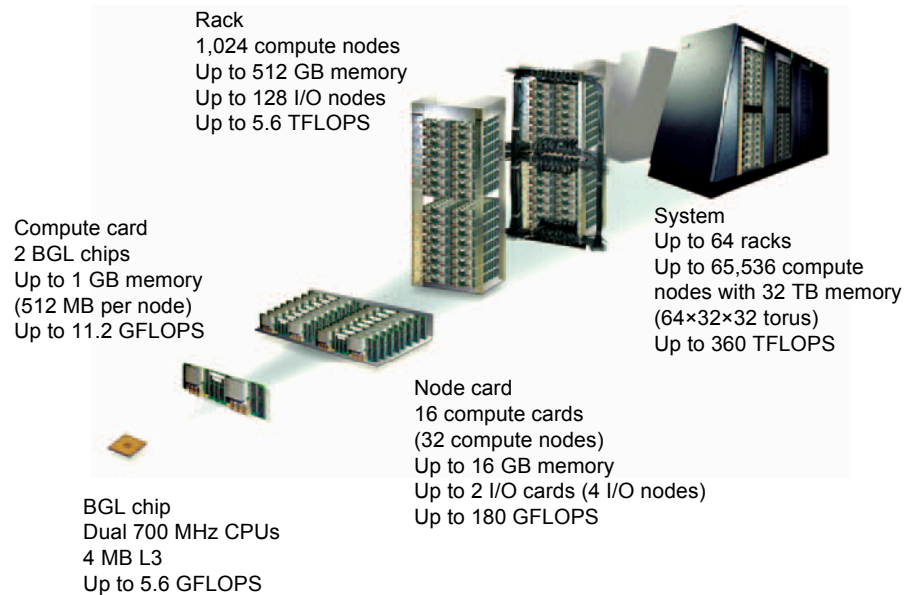 Rack
1,024 compute nodes
Up to 512 GB memory
Up to 128 I/O nodes
Up to 5.6 TFLOPS
System
Up to 64 racks
Up to 65,536 compute
nodes with 32 TB memory
(64×32×32 torus)
Up to 360 TFLOPS
Compute card
2 BGL chips
Up to 1 GB memory
(512 MB per node)
Up to 11.2 GFLOPS
Node card
16 compute cards
(32 compute nodes)
Up to 16 GB memory
Up to 2 I/O cards (4 I/O nodes)
Up to 180 GFLOPS
BGL chip
Dual 700 MHz CPUs
4 MB L3
Up to 5.6 GFLOPS